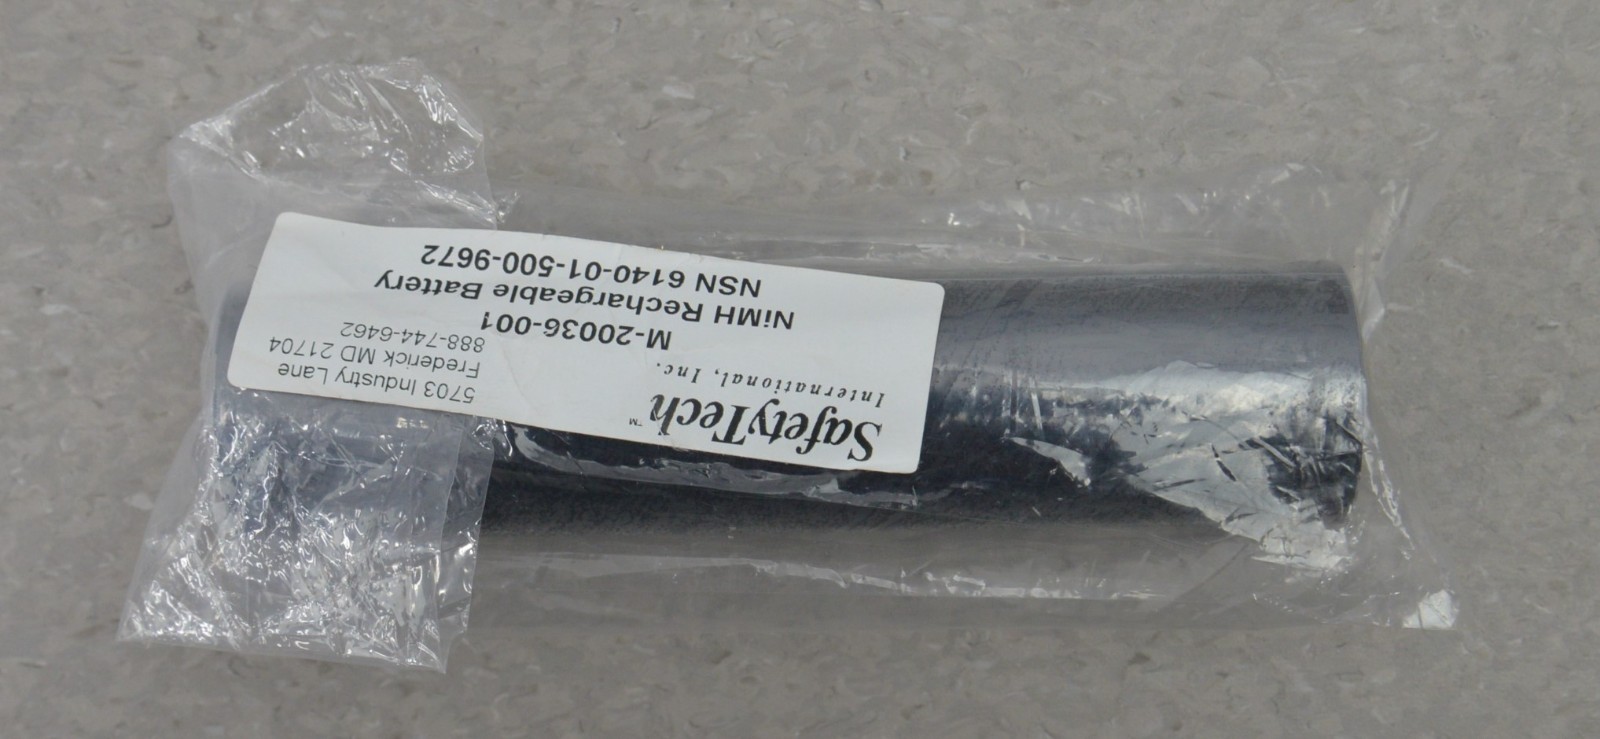 SafetyTech™
International, Inc.
5703 Industry Lane
Frederick MD 21704
888-744-6462
M-20036-001
NiMH Rechargeable Battery
NSN 6140-01-500-9672